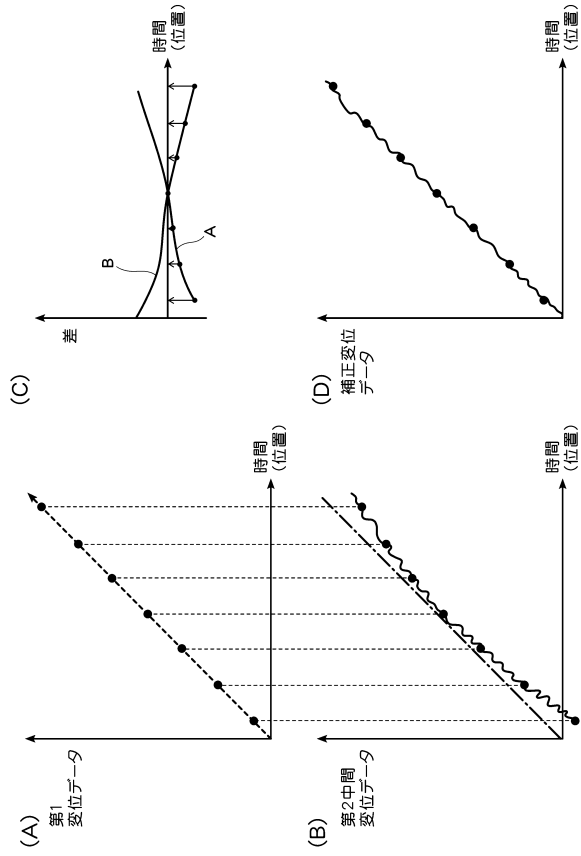 (A)
第1
変位データ
時間
(位置)
(B)
第2中間
変位データ
時間
(位置)
(C)
差
B
A
時間
(位置)
(D)
補正変位
データ
時間
(位置)